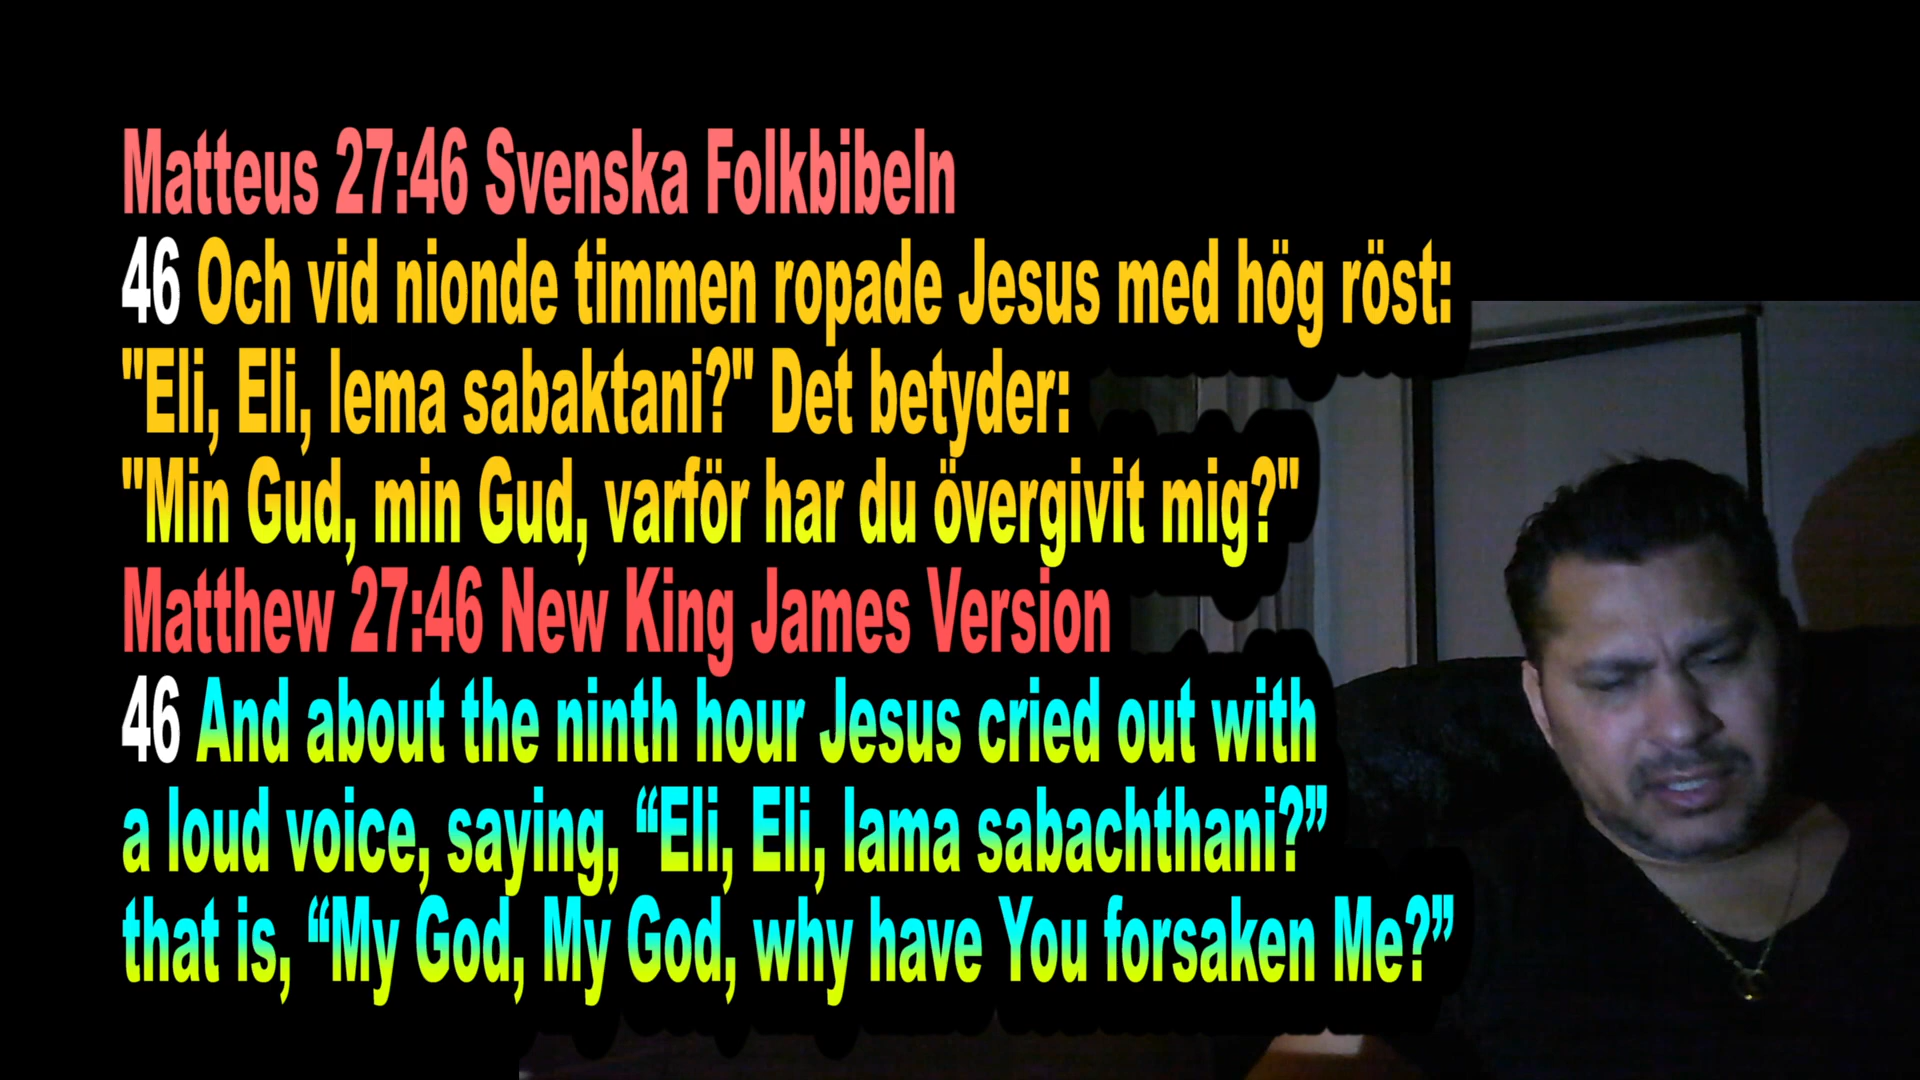 Matteus 27:46 Svenska Folkbibeln
46 Och vid nionde timmen ropade Jesus med hög röst:
"Eli, Eli, lema sabaktani?" Det betyder:
"Min Gud, min Gud, varför har du övergivit mig?"
Matthew 27:46 New King James Version
46 And about the ninth hour Jesus cried out with
a loud voice, saying, “Eli, Eli, lama sabachthani?”
that is, “My God, My God, why have You forsaken Me?”